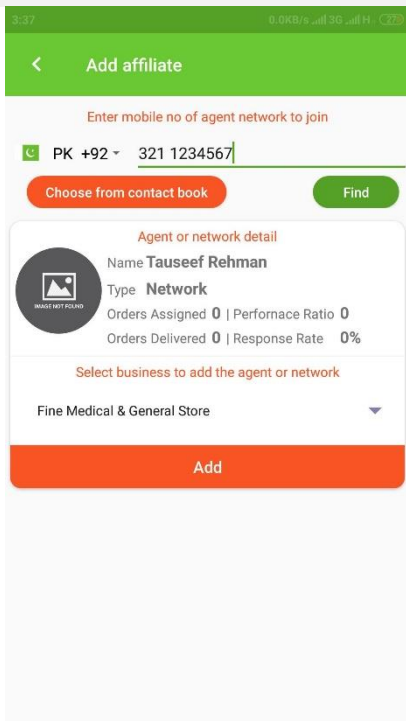 3:37 0.0KB/s 3G H 27
Add affiliate
Enter mobile no of agent network to join
PK +92 321 1234567
Choose from contact book Find
Agent or network detail
IMAGE NOT FOUND
Name Tauseef Rehman
Type Network
Orders Assigned 0 | Perfornace Ratio 0
Orders Delivered 0 | Response Rate 0%
Select business to add the agent or network
Fine Medical & General Store
Add